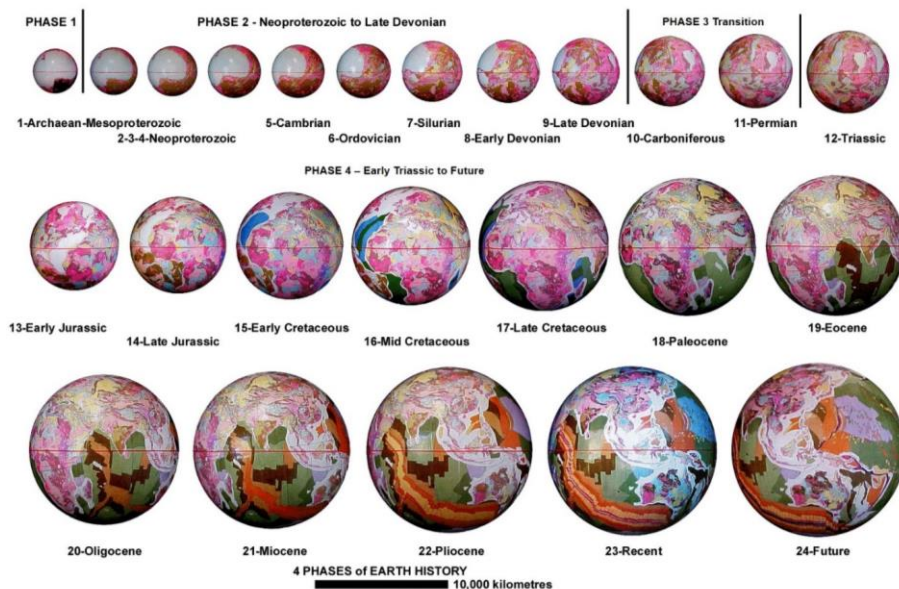 PHASE 1
PHASE 2 - Neoproterozoic to Late Devonian
PHASE 3 Transition
1-Archaean-Mesoproterozoic
2-3-4-Neoproterozoic
5-Cambrian
6-Ordovician
7-Silurian
8-Early Devonian
9-Late Devonian
10-Carboniferous
11-Permian
12-Triassic
PHASE 4 – Early Triassic to Future
13-Early Jurassic
14-Late Jurassic
15-Early Cretaceous
16-Mid Cretaceous
17-Late Cretaceous
18-Paleocene
19-Eocene
20-Oligocene
21-Miocene
22-Pliocene
23-Recent
24-Future
4 PHASES of EARTH HISTORY
10,000 kilometres